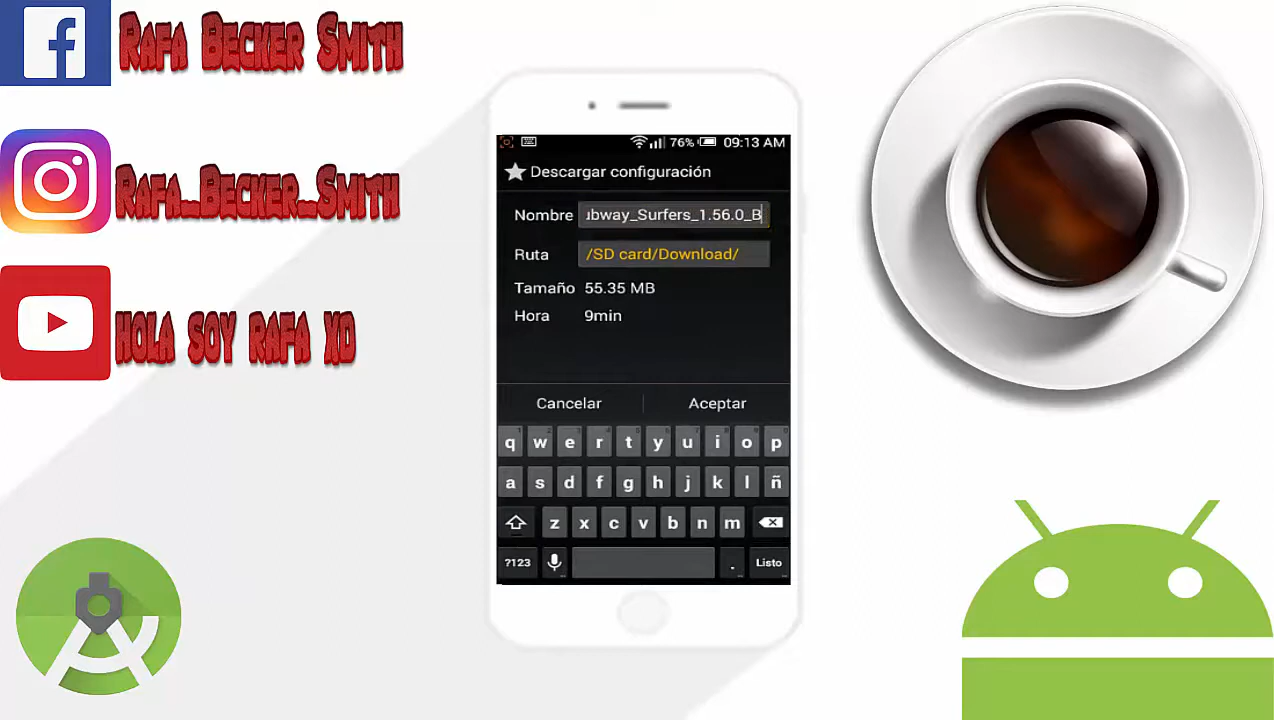 Rafa Becker Smith
Rafa_Becker_Smith
HOLA SOY RAFA XD
76% 09:13 AM
Descargar configuración
Nombre ubway_Surfers_1.56.0_B
Ruta /SD card/Download/
Tamaño 55.35 MB
Hora 9min
Cancelar Aceptar
q w e r t y u i o p
a s d f g h j k l ñ
z x c v b n m
?123 . Listo